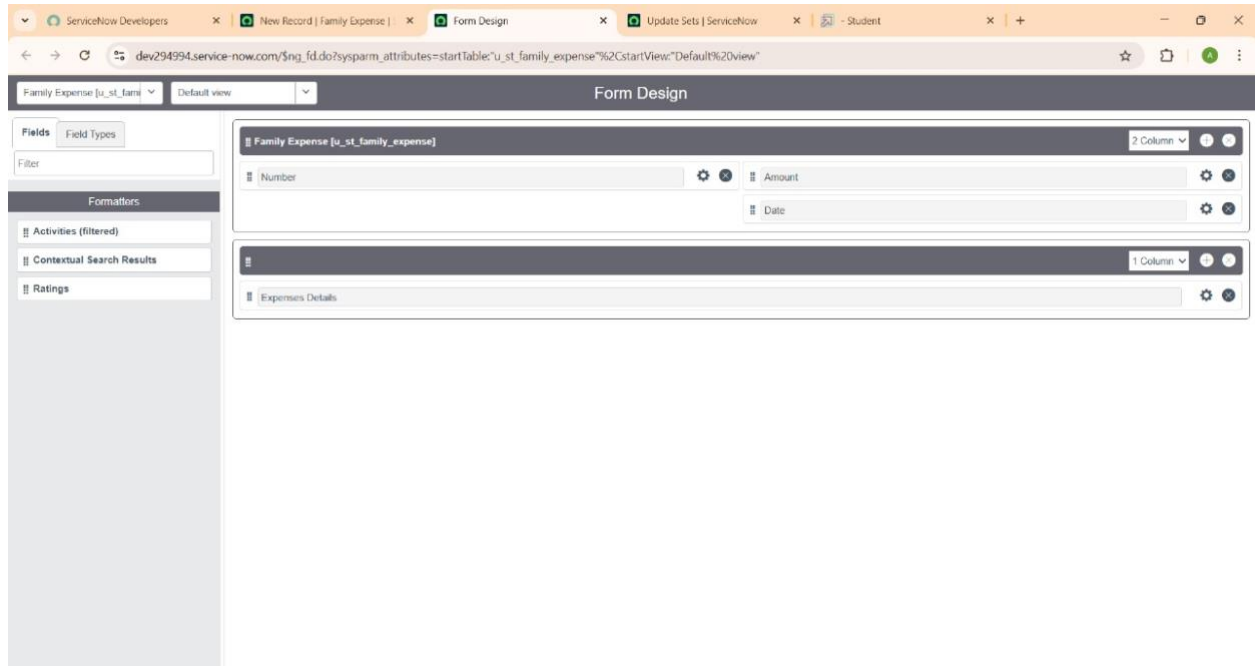 ServiceNow Developers
New Record | Family Expense |
Form Design
Update Sets | ServiceNow
- Student
dev294994.service-now.com/$ng_fd.do?sysparm_attributes=startTable:"u_st_family_expense"%2CstartView:"Default%20view"
A
Family Expense [u_st_fami
Default view
Form Design
Fields
Field Types
Filter
Formatters
Activities (filtered)
Contextual Search Results
Ratings
Family Expense [u_st_family_expense]
2 Column
Number
Amount
Date
1 Column
Expenses Details